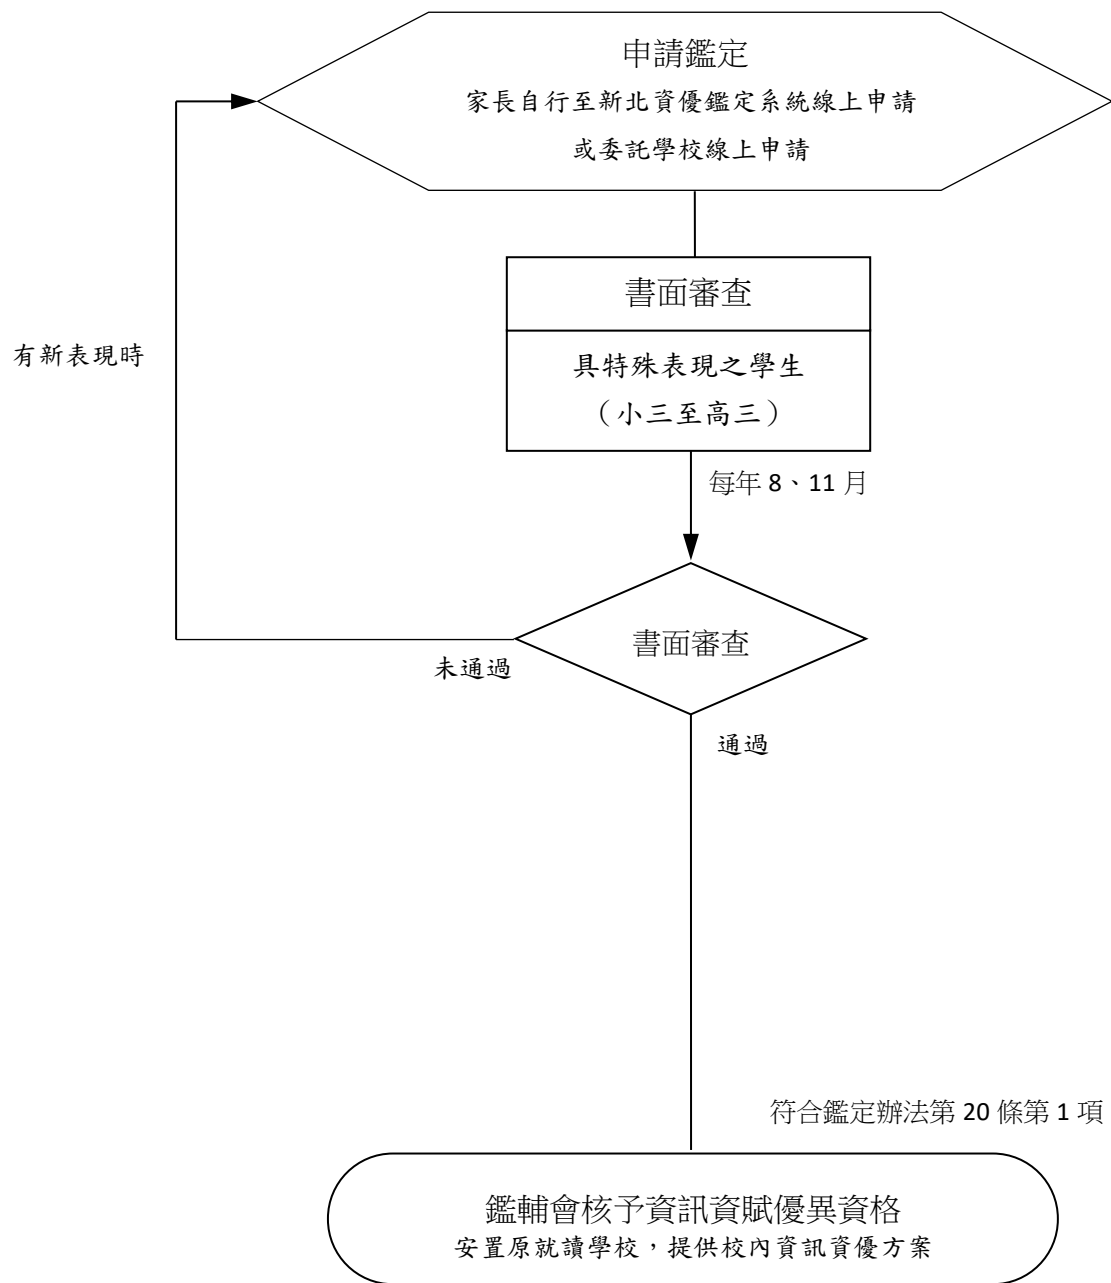 申請鑑定
家長自行至新北資優鑑定系統線上申請
或委託學校線上申請
書面審查
具特殊表現之學生
（小三至高三）
有新表現時
每年 8、11 月
書面審查
未通過
通過
符合鑑定辦法第 20 條第 1 項
鑑輔會核予資訊資賦優異資格
安置原就讀學校，提供校內資訊資優方案